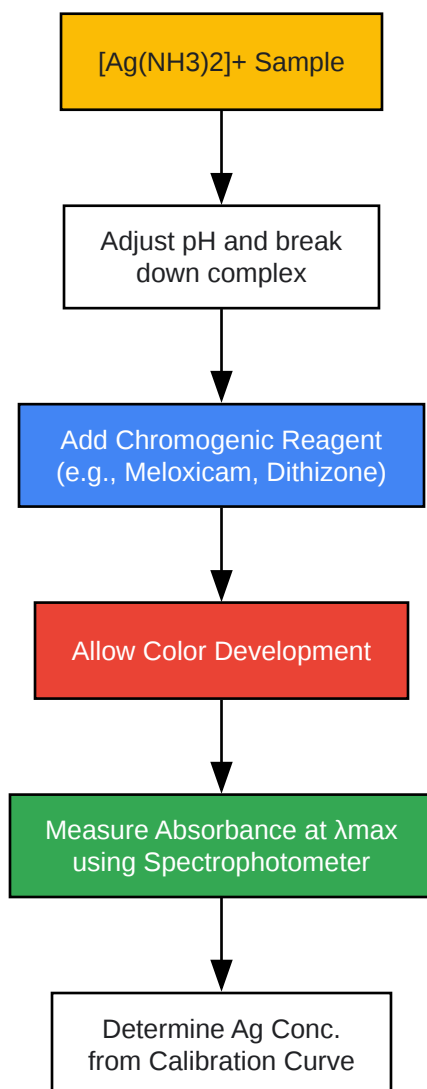 [Ag(NH3)2]+ Sample
Adjust pH and break
down complex
Add Chromogenic Reagent
(e.g., Meloxicam, Dithizone)
Allow Color Development
Measure Absorbance at λmax
using Spectrophotometer
Determine Ag Conc.
from Calibration Curve